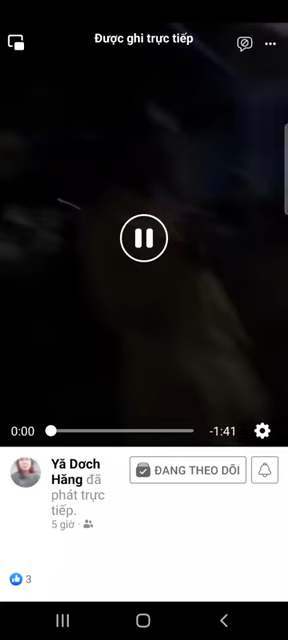 Được ghi trực tiếp
0:00
-1:41
Yă Dơch
Hăng đã
phát trực
tiếp.
5 giờ ·
ĐANG THEO DÕI
3